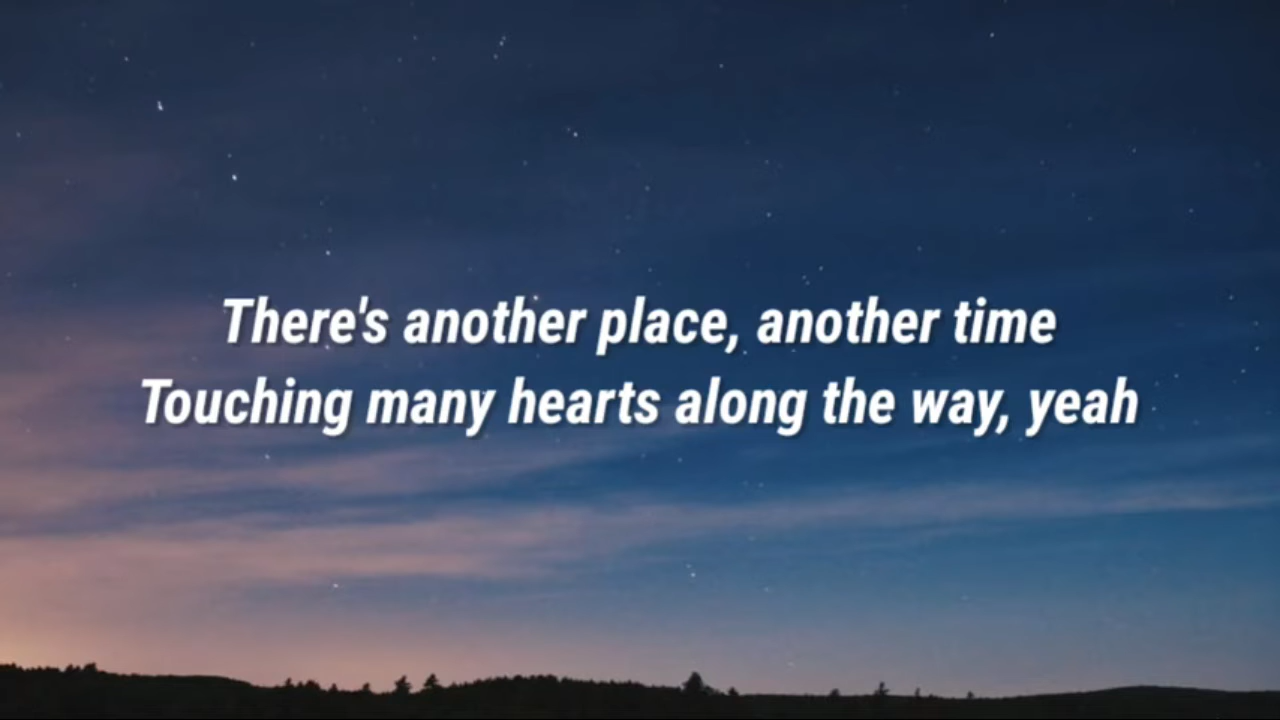 There's another place, another time
Touching many hearts along the way, yeah